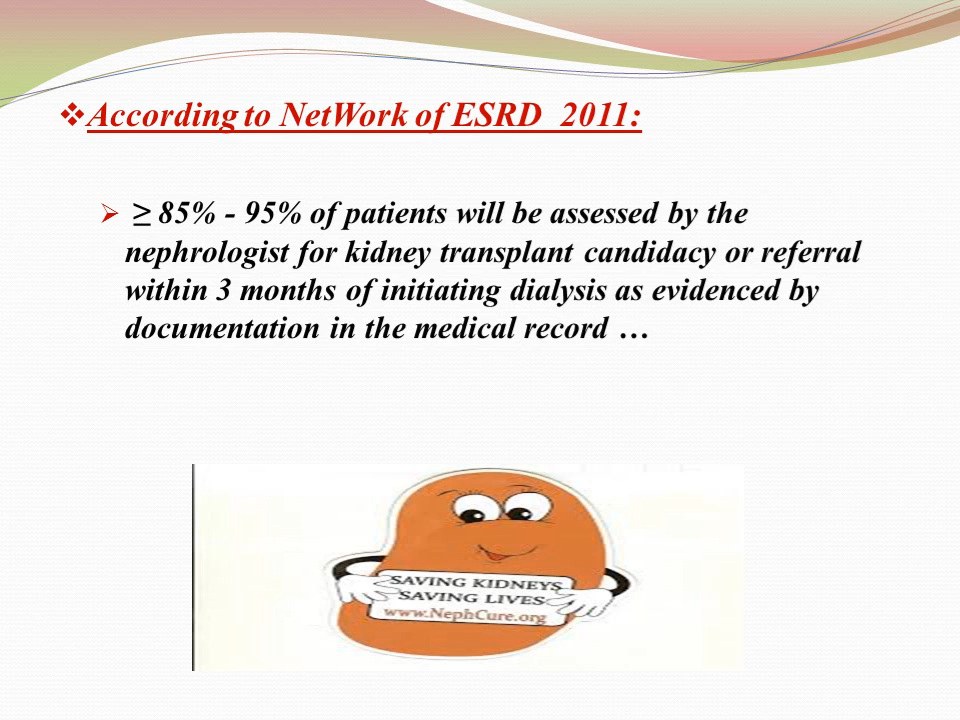 According to NetWork of ESRD 2011:
≥ 85% - 95% of patients will be assessed by the
nephrologist for kidney transplant candidacy or referral
within 3 months of initiating dialysis as evidenced by
documentation in the medical record …
SAVING KIDNEYS
SAVING LIVES
www.NephCure.org